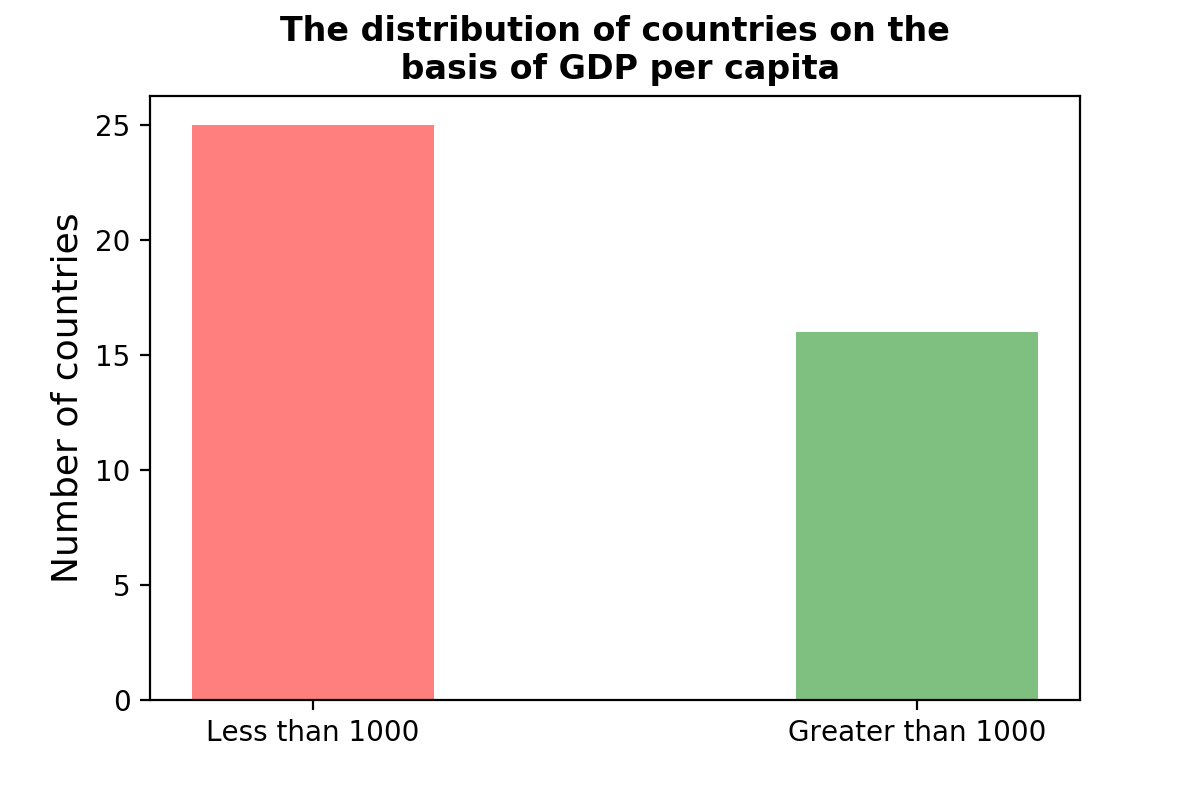 The distribution of countries on the
basis of GDP per capita
Number of countries
25
20
15
10
5
0
Less than 1000
Greater than 1000